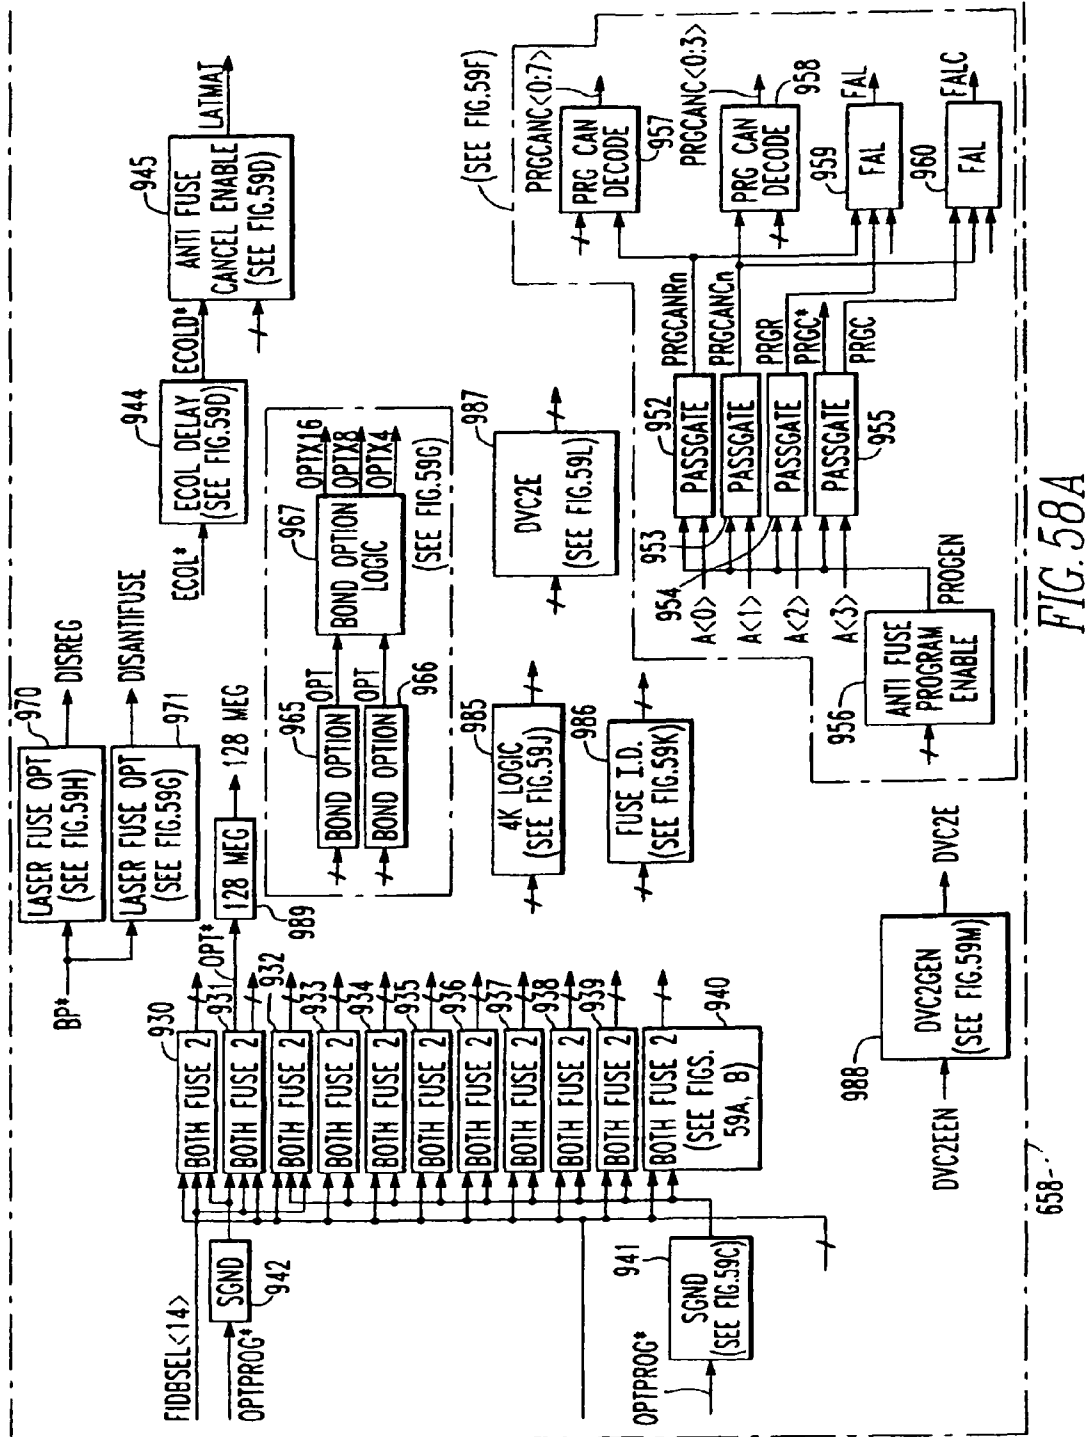 BP*
LASER FUSE OPT
(SEE FIG.59H)
970
DISREG
LASER FUSE OPT
(SEE FIG.59G)
971
DISANTIFUSE
ECOL*
944
ECOL DELAY
(SEE FIG.59D)
ECOLD*
945
ANTI FUSE
CANCEL ENABLE
(SEE FIG.59D)
LATMAT
FIDBSEL<14>
OPTPROG*
SGND
942
930
BOTH FUSE 2
931
BOTH FUSE 2
932
BOTH FUSE 2
933
BOTH FUSE 2
934
BOTH FUSE 2
935
BOTH FUSE 2
936
BOTH FUSE 2
937
BOTH FUSE 2
938
BOTH FUSE 2
939
BOTH FUSE 2
940
BOTH FUSE 2
(SEE FIGS.
59A, B)
OPTPROG*
941
SGND
(SEE FIG.59C)
OPT*
128 MEG
989
128 MEG
965
BOND OPTION
OPT
BOND OPTION
OPT
966
967
BOND OPTION
LOGIC
OPTX16
OPTX8
OPTX4
(SEE FIG.59G)
985
4K LOGIC
(SEE FIG.59J)
986
FUSE I.D.
(SEE FIG.59K)
987
DVC2E
(SEE FIG.59L)
DVC2EEN
988
DVC2GEN
(SEE FIG.59M)
DVC2E
956
ANTI FUSE
PROGRAM
ENABLE
PROGEN
A<0>
A<1>
A<2>
A<3>
952
PASSGATE
953
PASSGATE
954
PASSGATE
955
PASSGATE
PRGCANRn
PRGCANCn
PRGR
PRGC*
PRGC
(SEE FIG.59F)
PRGCANC<0:7>
PRG CAN
DECODE
957
PRGCANC<0:3>
PRG CAN
DECODE
958
959
FAL
FAL
960
FAL
FALC
658
FIG. 58A